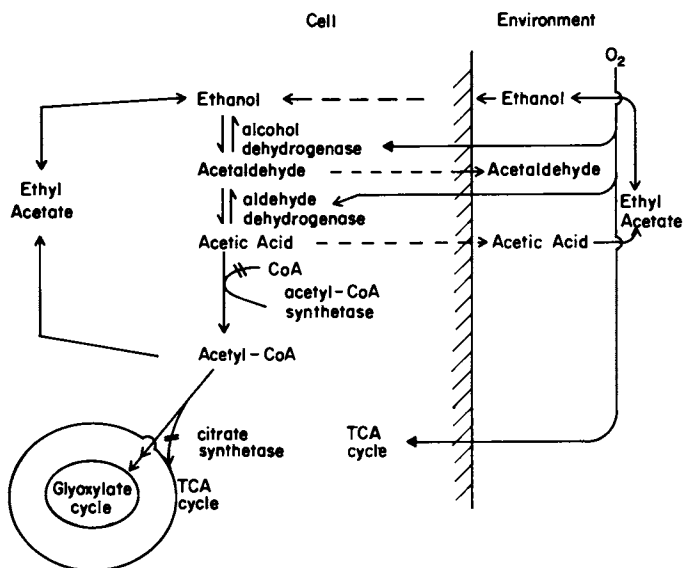 Cell
Environment
O2
Ethanol
Ethanol
alcohol
dehydrogenase
Acetaldehyde
Acetaldehyde
Ethyl
Acetate
aldehyde
dehydrogenase
Ethyl
Acetate
Acetic Acid
Acetic Acid
CoA
acetyl-CoA
synthetase
Acetyl-CoA
citrate
synthetase
TCA
cycle
Glyoxylate
cycle
TCA
cycle